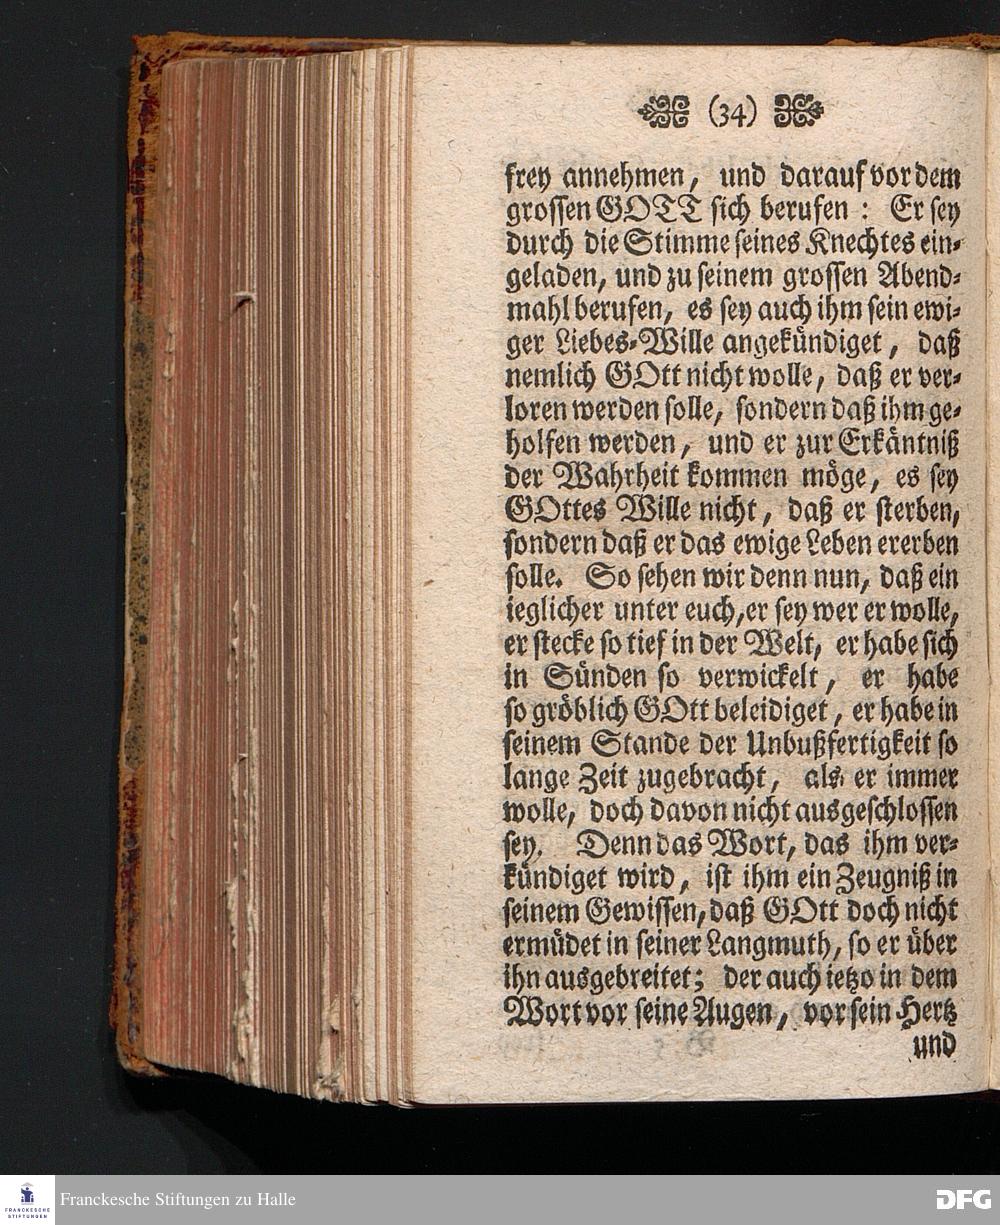 (34)
frey annehmen, und darauf vor dem
grossen GOTT sich berufen: Er sey
durch die Stimme seines Knechtes ein-
geladen, und zu seinem grossen Abend-
mahl berufen, es sey auch ihm sein ewi-
ger Liebes-Wille angekündiget, daß
nemlich GOtt nicht wolle, daß er ver-
loren werden solle, sondern daß ihm ge-
holfen werden, und er zur Erkäntniß
der Wahrheit kommen möge, es sey
GOttes Wille nicht, daß er sterben,
sondern daß er das ewige Leben ererben
solle. So sehen wir denn nun, daß ein
ieglicher unter euch, er sey wer er wolle,
er stecke so tief in der Welt, er habe sich
in Sünden so verwickelt, er habe
so gröblich GOtt beleidiget, er habe in
seinem Stande der Unbußfertigkeit so
lange Zeit zugebracht, als er immer
wolle, doch davon nicht ausgeschlossen
sey. Denn das Wort, das ihm ver-
kündiget wird, ist ihm ein Zeugniß in
seinem Gewissen, daß GOtt doch nicht
ermüdet in seiner Langmuth, so er über
ihn ausgebreitet; der auch ietzo in dem
Wort vor seine Augen, vor sein Hertz
und
FRANCKESCHE
STIFTUNGEN
Franckesche Stiftungen zu Halle
DFG